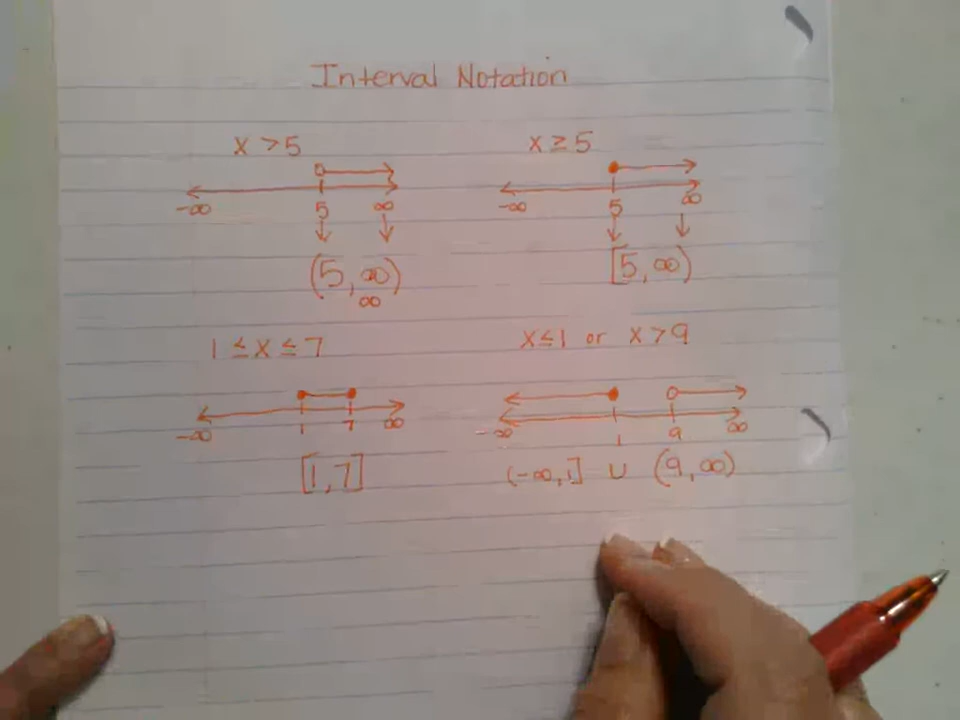 Interval Notation
x > 5
-∞ 5 ∞
(5, ∞)
∞
x ≥ 5
-∞ 5 ∞
[5, ∞)
1 ≤ x ≤ 7
-∞ 1 7 ∞
[1, 7]
x ≤ 1 or x > 9
-∞ 1 9 ∞
(-∞, 1] ∪ (9, ∞)